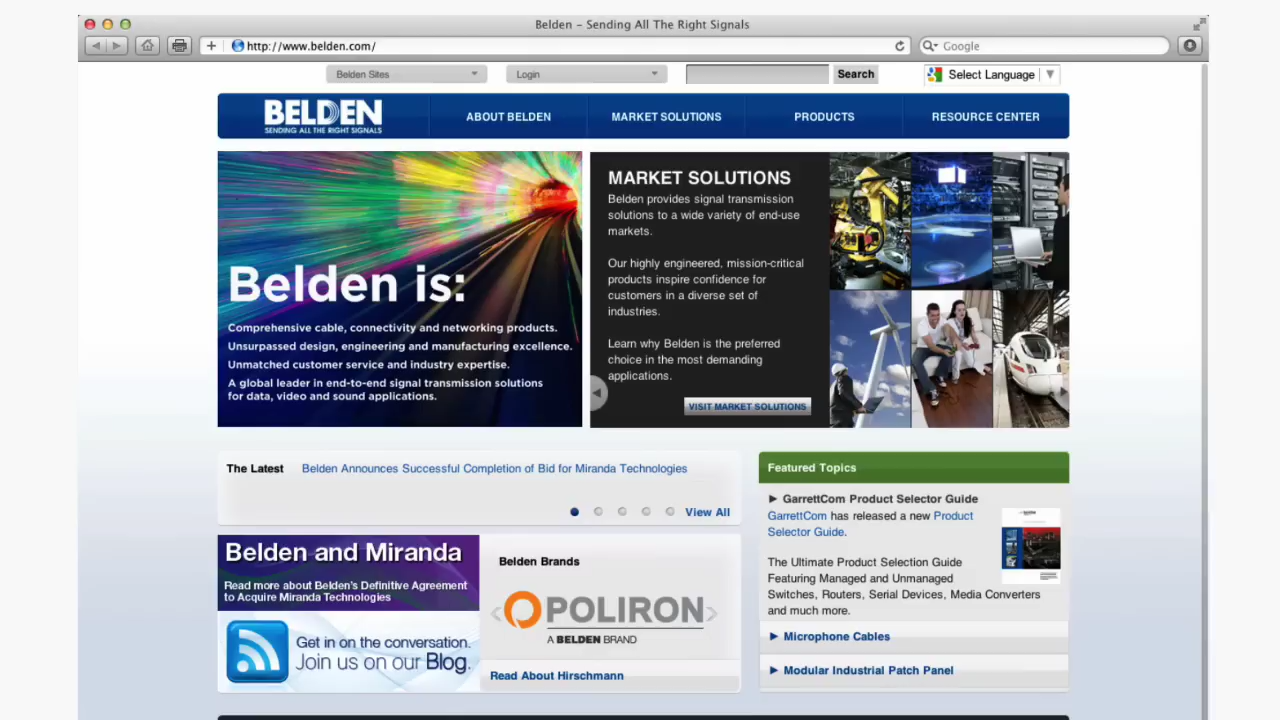 Belden – Sending All The Right Signals
http://www.belden.com/
Google
Belden Sites
Login
Search
Select Language
BELDEN
SENDING ALL THE RIGHT SIGNALS
ABOUT BELDEN
MARKET SOLUTIONS
PRODUCTS
RESOURCE CENTER
Belden is:
Comprehensive cable, connectivity and networking products.
Unsurpassed design, engineering and manufacturing excellence.
Unmatched customer service and industry expertise.
A global leader in end-to-end signal transmission solutions
for data, video and sound applications.
MARKET SOLUTIONS
Belden provides signal transmission
solutions to a wide variety of end-use
markets.
Our highly engineered, mission-critical
products inspire confidence for
customers in a diverse set of
industries.
Learn why Belden is the preferred
choice in the most demanding
applications.
VISIT MARKET SOLUTIONS
The Latest
Belden Announces Successful Completion of Bid for Miranda Technologies
View All
Belden and Miranda
Read more about Belden's Definitive Agreement
to Acquire Miranda Technologies
Get in on the conversation.
Join us on our Blog.
Belden Brands
POLIRON
A BELDEN BRAND
Read About Hirschmann
Featured Topics
GarrettCom Product Selector Guide
GarrettCom has released a new Product
Selector Guide.
The Ultimate Product Selection Guide
Featuring Managed and Unmanaged
Switches, Routers, Serial Devices, Media Converters
and much more.
Microphone Cables
Modular Industrial Patch Panel